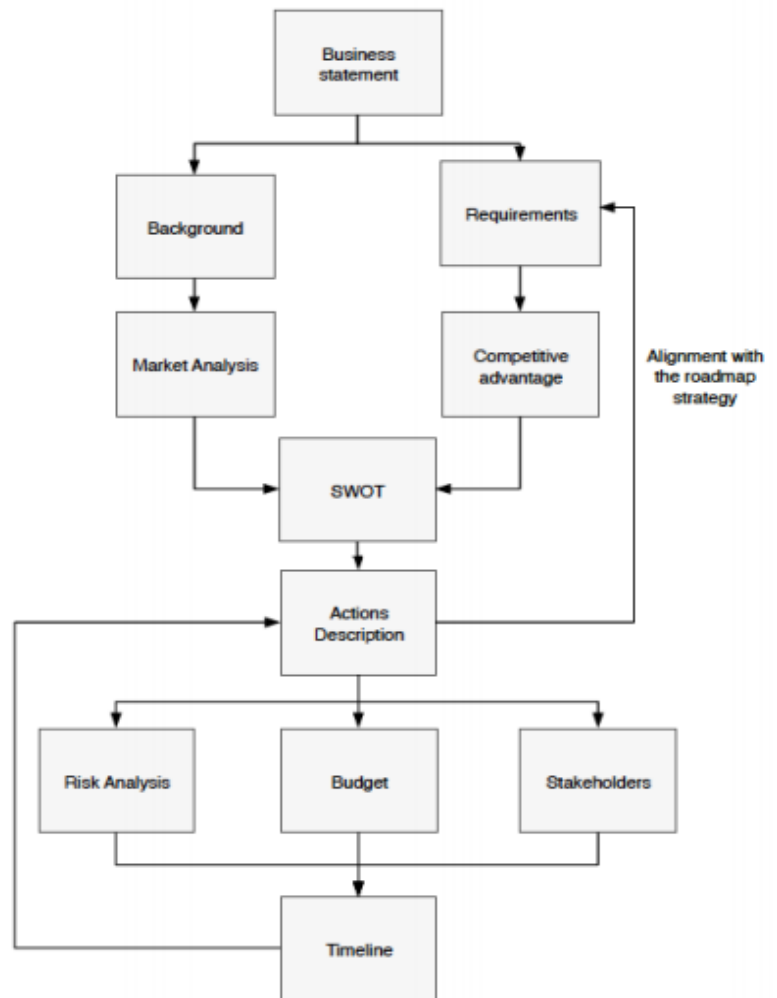 Business
statement
Background
Requirements
Market Analysis
Competitive
advantage
Alignment with
the roadmap
strategy
SWOT
Actions
Description
Risk Analysis
Budget
Stakeholders
Timeline